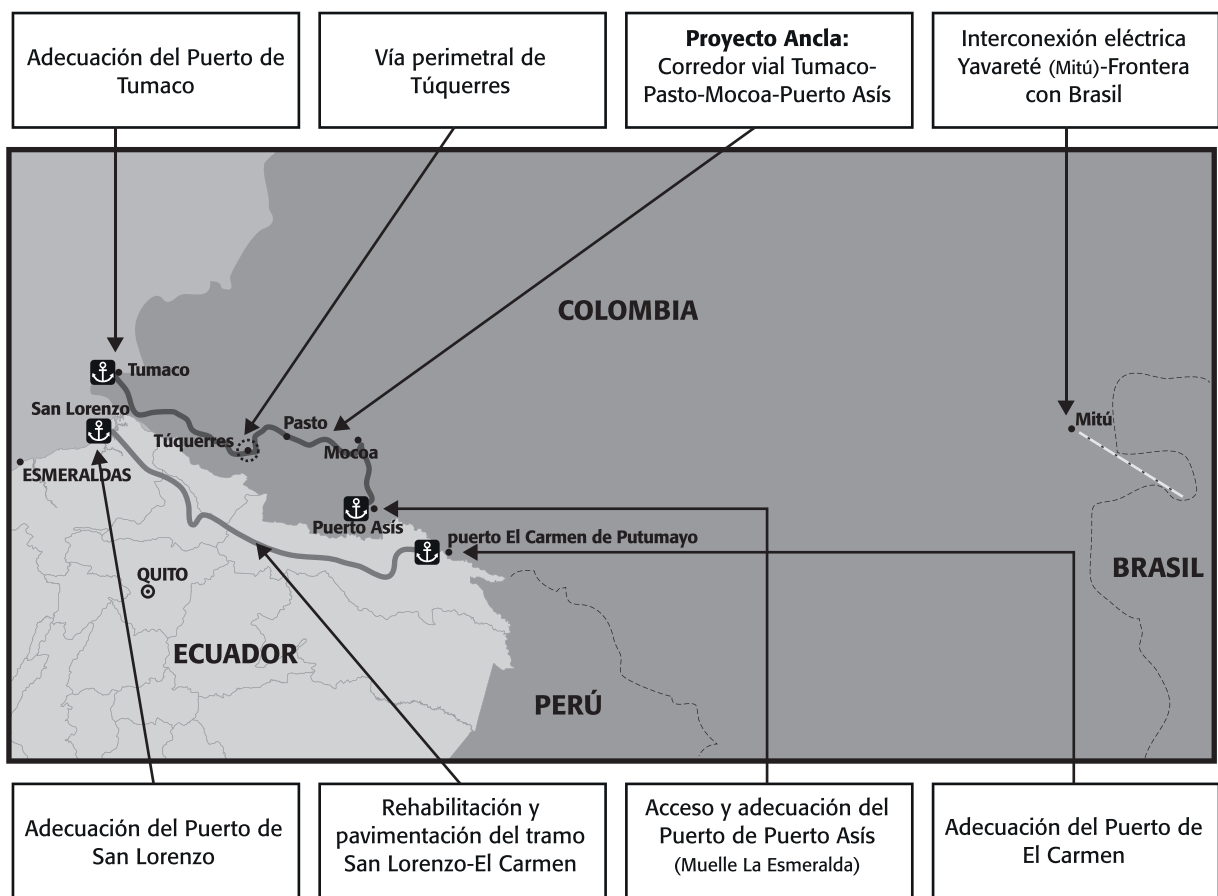 Adecuación del Puerto de
Tumaco
Vía perimetral de
Túquerres
Proyecto Ancla:
Corredor vial Tumaco-
Pasto-Mocoa-Puerto Asís
Interconexión eléctrica
Yavareté (Mitú)-Frontera
con Brasil
COLOMBIA
Tumaco
San Lorenzo
Túquerres
Pasto
Mocoa
Mitú
ESMERALDAS
Puerto Asís
puerto El Carmen de Putumayo
QUITO
BRASIL
ECUADOR
PERÚ
Adecuación del Puerto de
San Lorenzo
Rehabilitación y
pavimentación del tramo
San Lorenzo-El Carmen
Acceso y adecuación del
Puerto de Puerto Asís
(Muelle La Esmeralda)
Adecuación del Puerto de
El Carmen